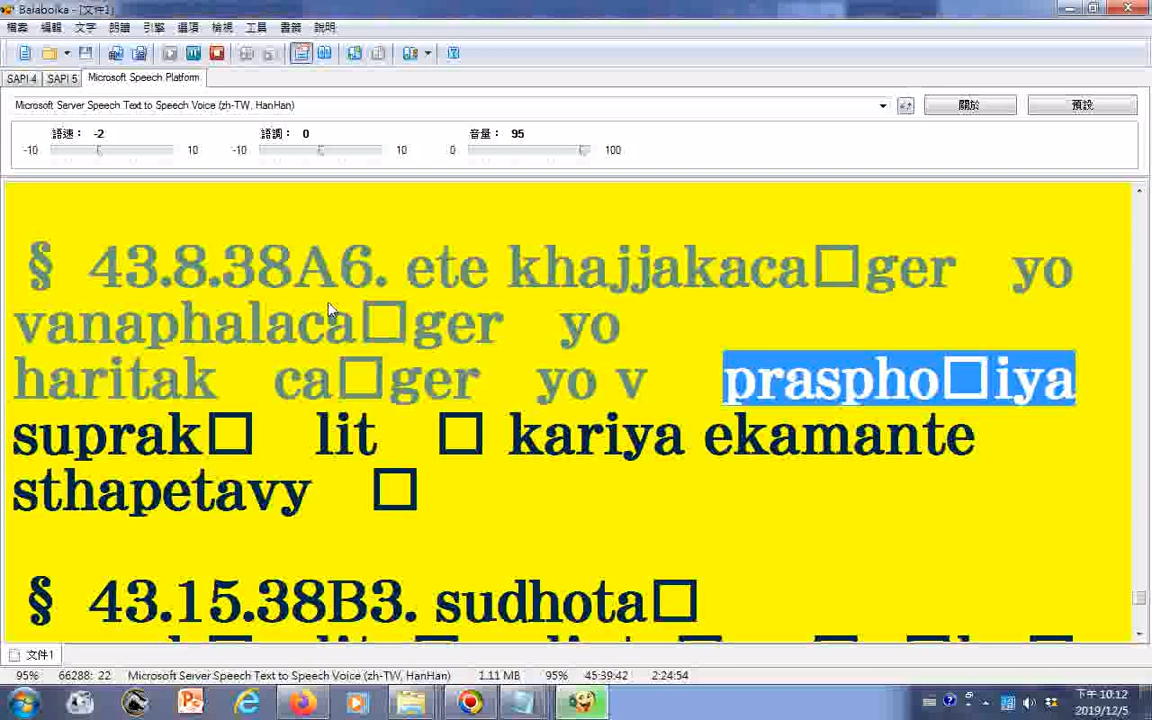 Balabolka - [文件1]
檔案 編輯 文字 朗讀 引擎 選項 檢視 工具 書籤 說明
SAPI 4 SAPI 5 Microsoft Speech Platform
Microsoft Server Speech Text to Speech Voice (zh-TW, HanHan) 關於 預設
語速： -2 語調： 0 音量： 95
-10 10 -10 10 0 100
§ 43.8.38A6. ete khajjakaca□ger yo
vanaphalaca□ger yo
haritak ca□ger yo v praspho□iya
suprak□ lit □ kariya ekamante
sthapetavy □
§ 43.15.38B3. sudhota□
文件1
95% 66288: 22 Microsoft Server Speech Text to Speech Voice (zh-TW, HanHan) 1.11 MB 95% 45:39:42 2:24:54
下午 10:12
2019/12/5